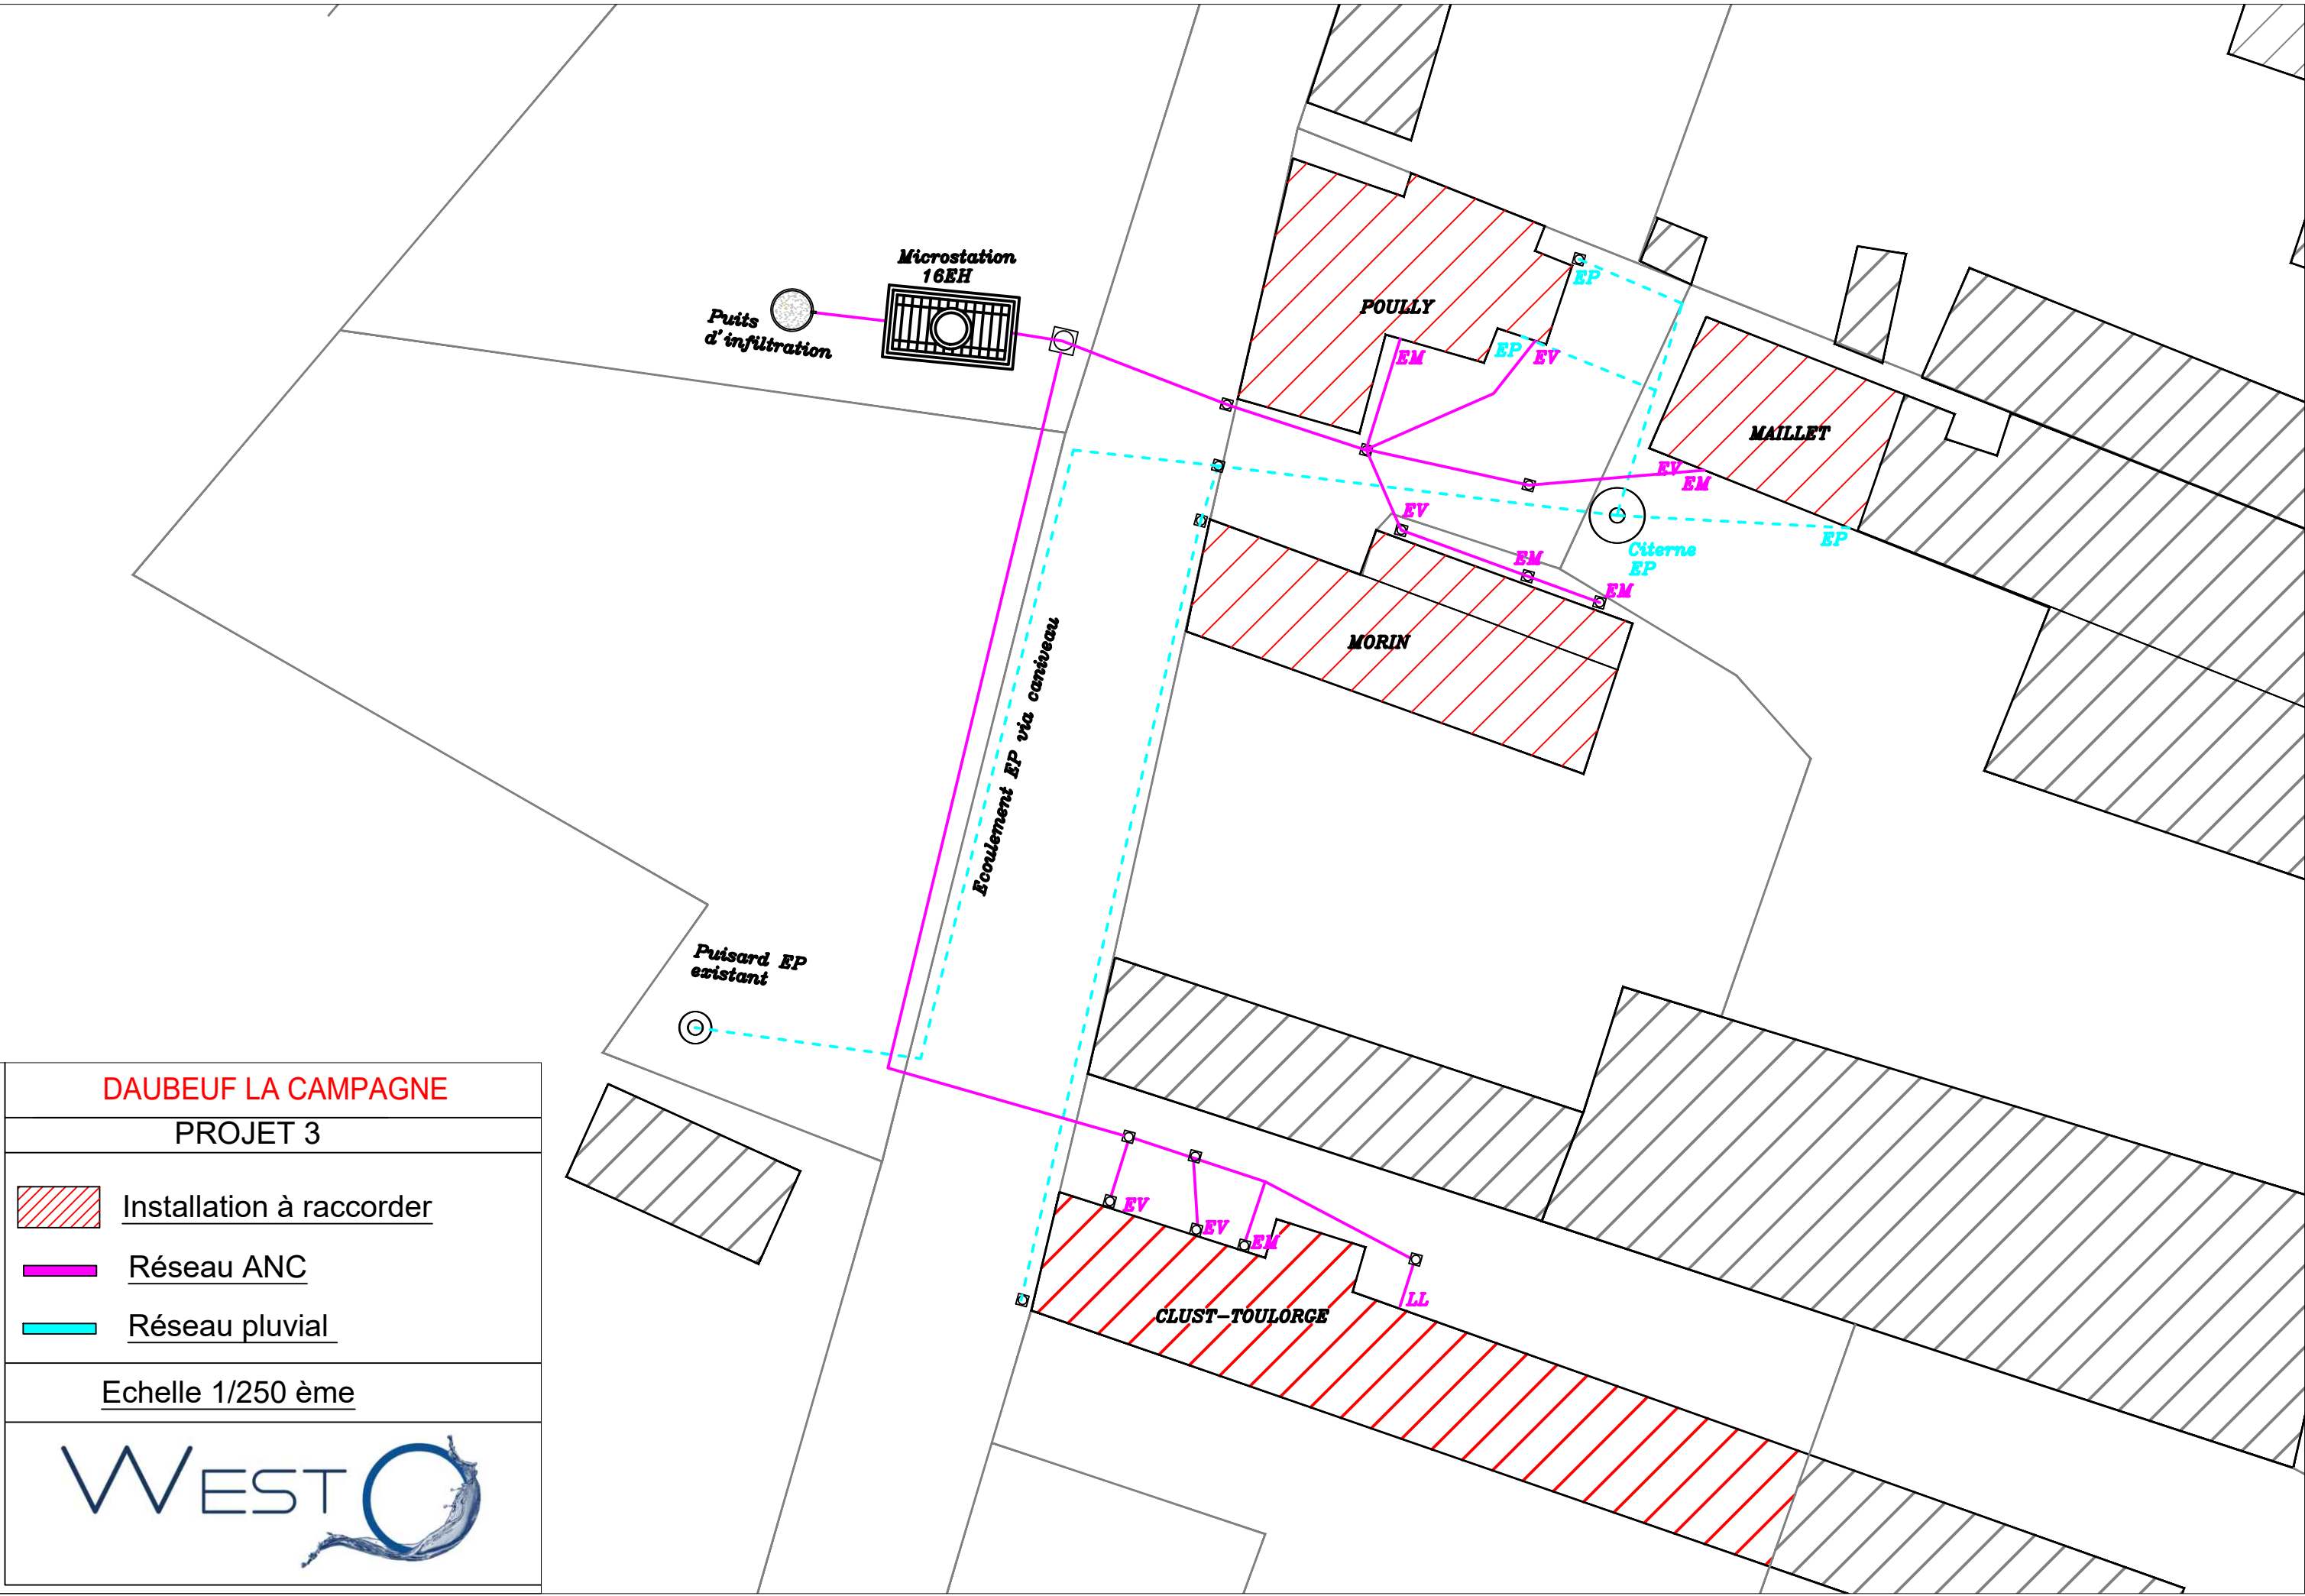 Microstation
16EH
Puits
d'infiltration
POULLY
EP
EM
EP
EV
MAILLET
EV
EM
EV
EP
Citerne
EP
EM
EM
MORIN
Ecoulement EP via caniveau
Puisard EP
existant
EV
EV
EM
LL
CLUST-TOULORGE
DAUBEUF LA CAMPAGNE
PROJET 3
Installation à raccorder
Réseau ANC
Réseau pluvial
Echelle 1/250 ème
WESTO